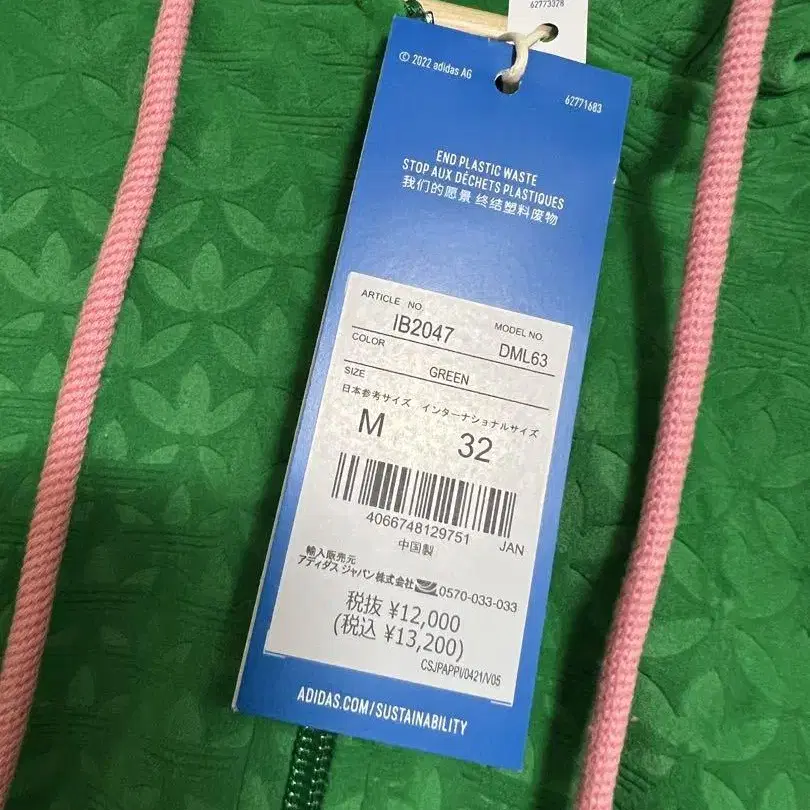 62773328
© 2022 adidas AG
62771683
END PLASTIC WASTE
STOP AUX DÉCHETS PLASTIQUES
我们的愿景 终结塑料废物
ARTICLE NO.
IB2047
MODEL NO.
DML63
COLOR
GREEN
SIZE
日本参考サイズ インターナショナルサイズ
M 32
4066748129751 JAN
中国製
輸入販売元
アディダス ジャパン株式会社 0570-033-033
税抜 ¥12,000
(税込 ¥13,200)
CSJPAPPI/0421/V05
ADIDAS.COM/SUSTAINABILITY